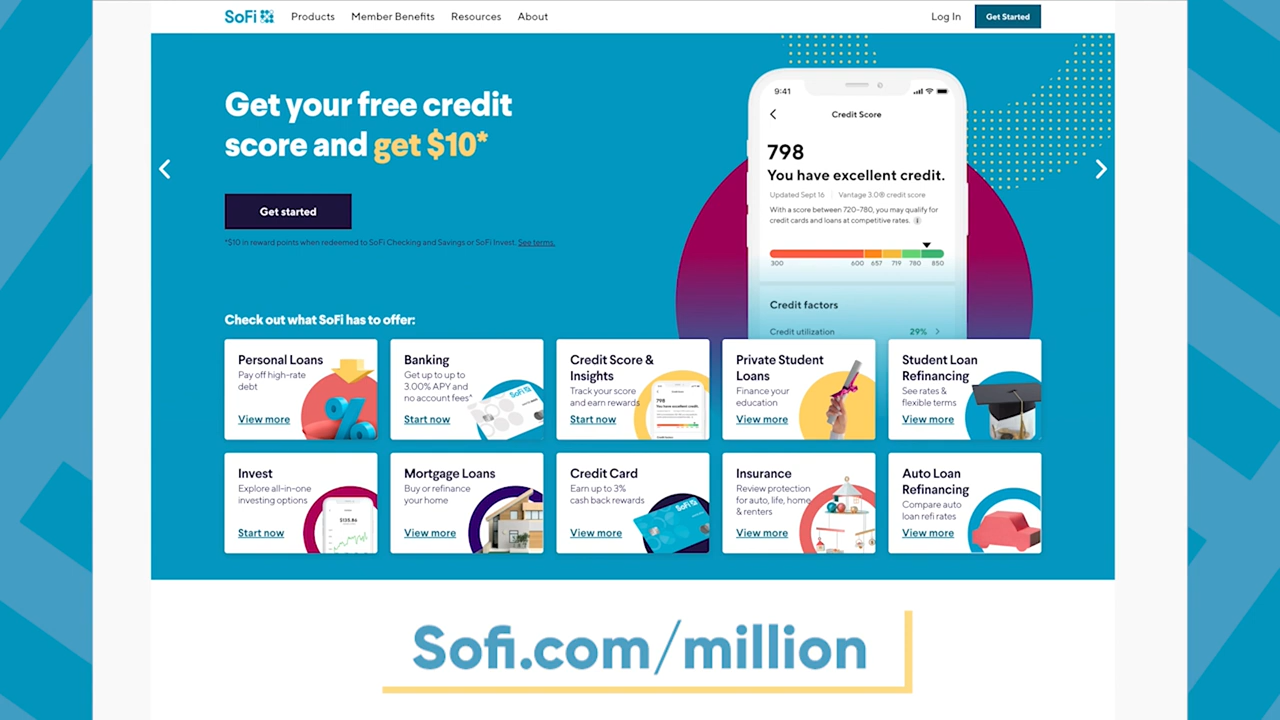 SoFi
Products
Member Benefits
Resources
About
Log In
Get Started
Get your free credit
score and get $10*
Get started
*$10 in reward points when redeemed to SoFi Checking and Savings or SoFi Invest. See terms.
9:41
Credit Score
798
You have excellent credit.
Updated Sept 16 | Vantage 3.0® credit score
With a score between 720-780, you may qualify for
credit cards and loans at competitive rates.
300 600 657 719 780 850
Credit factors
Credit utilization 29%
Check out what SoFi has to offer:
Personal Loans
Pay off high-rate
debt
View more
Banking
Get up to up to
3.00% APY and
no account fees*
Start now
SoFi
Credit Score &
Insights
Track your score
and earn rewards
Start now
798
You have excellent credit.
Private Student
Loans
Finance your
education
View more
Student Loan
Refinancing
See rates &
flexible terms
View more
Invest
Explore all-in-one
investing options
Start now
$135.86
Mortgage Loans
Buy or refinance
your home
View more
Credit Card
Earn up to 3%
cash back rewards
View more
SoFi
Insurance
Review protection
for auto, life, home
& renters
View more
Auto Loan
Refinancing
Compare auto
loan refi rates
View more
Sofi.com/million